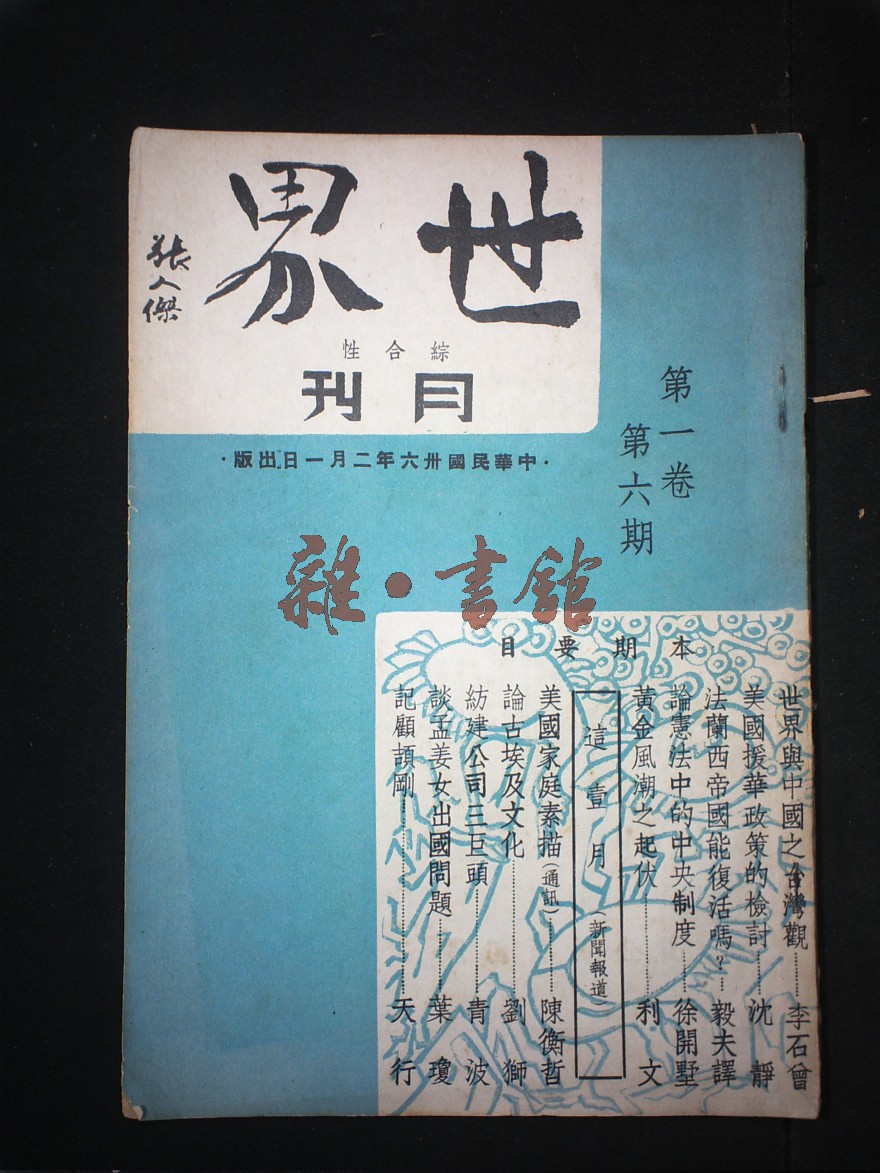 世界
張人傑
綜合性
月刊
·中華民國卅六年二月一日出版·
第一卷
第六期
雜·書館
本期要目
世界與中國之台灣觀……李石曾
美國援華政策的檢討……沈靜
法蘭西帝國能復活嗎？…毅夫譯
論憲法中的中央制度……徐開墅
黃金風潮之起伏……利文
這壹月（新聞報道）
美國家庭素描（通訊）……陳衡哲
論古埃及文化……劉獅
紡建公司三巨頭……青波
談孟姜女出國問題……葉瓊
記顧頡剛……天行